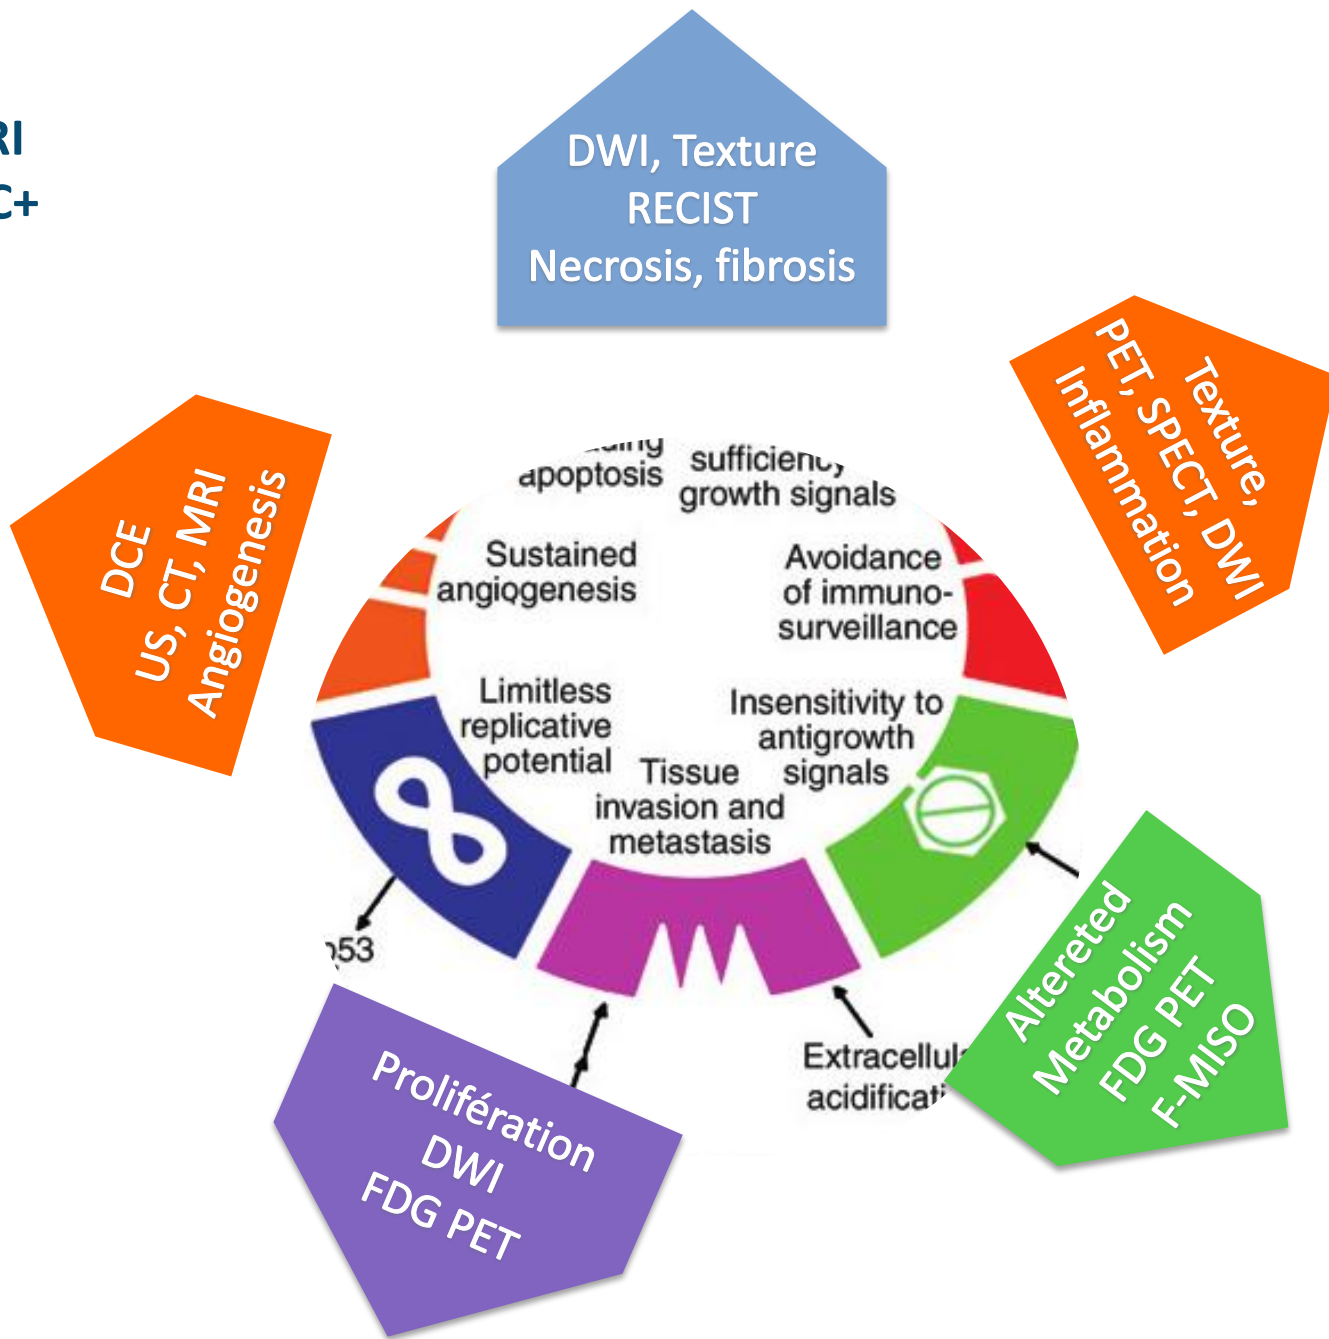 DWI, Texture
RECIST
Necrosis, fibrosis
Texture,
PET, SPECT, DWI
Inflammation
DCE
US, CT, MRI
Angiogenesis
apoptosis
growth signals
Sustained
angiogenesis
Avoidance
of immuno-
surveillance
Limitless
replicative
potential
Insensitivity to
antigrowth
signals
Tissue
invasion and
metastasis
Altereted
Metabolism
FDG PET
F-MISO
Prolifération
DWI
FDG PET